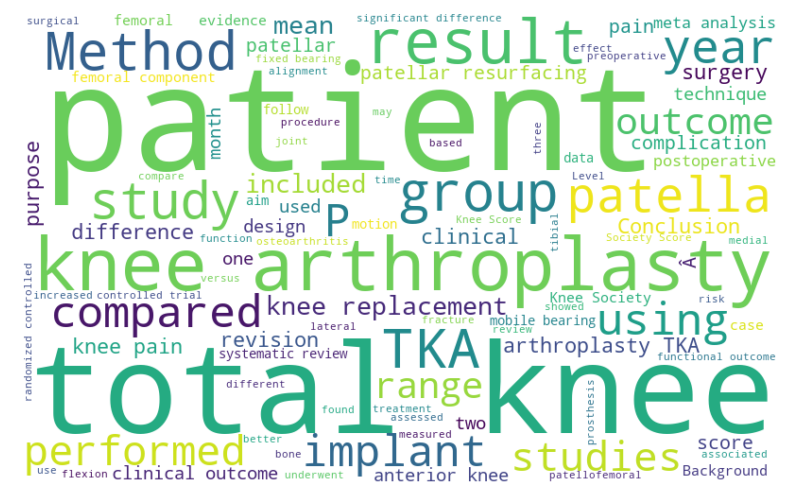 surgical
femoral
evidence
mean
significant difference
pain
meta analysis
Method
patellar
fixed bearing
result
effect
preoperative
year
femoral component
alignment
patellar resurfacing
surgery
patient
technique
follow
month
procedure
may
based
three
outcome
complication
joint
data
postoperative
purpose
compare
study
included
time
group
Level
patella
aim
used
P
motion
Knee Score
Conclusion
difference
design
function
clinical
tibial
Society Score
medial
osteoarthritis
one
versus
knee arthroplasty
Â
randomized controlled
increased
controlled trial
compared
knee replacement
Knee Society
showed
risk
using
lateral
fracture
mobile bearing
review
case
knee pain
revision
systematic review
TKA
arthroplasty TKA
functional outcome
total knee
different
range
found
treatment
assessed
prosthesis
two
measured
performed
better
bone
implant
studies
score
associated
use
flexion
clinical outcome
underwent
anterior knee
patellofemoral
Background